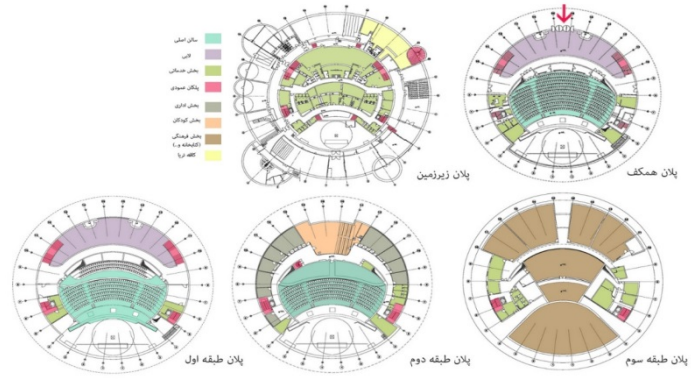 سالن اصلی
لابی
بخش خدماتی
پلکان عمودی
بخش اداری
بخش کودکان
بخش فرهنگی
(کتابخانه و..)
کافه تریا
پلان زیرزمین
پلان همکف
پلان طبقه اول
پلان طبقه دوم
پلان طبقه سوم